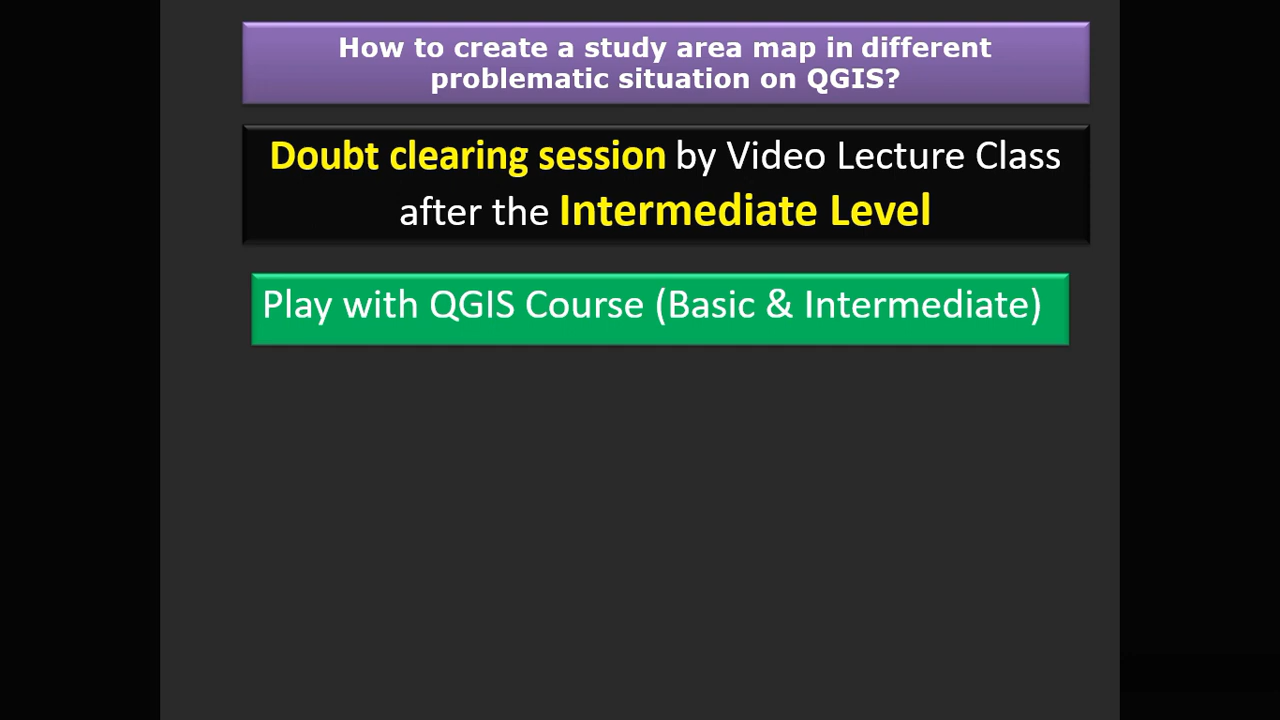 How to create a study area map in different
problematic situation on QGIS?
Doubt clearing session by Video Lecture Class
after the Intermediate Level
Play with QGIS Course (Basic & Intermediate)